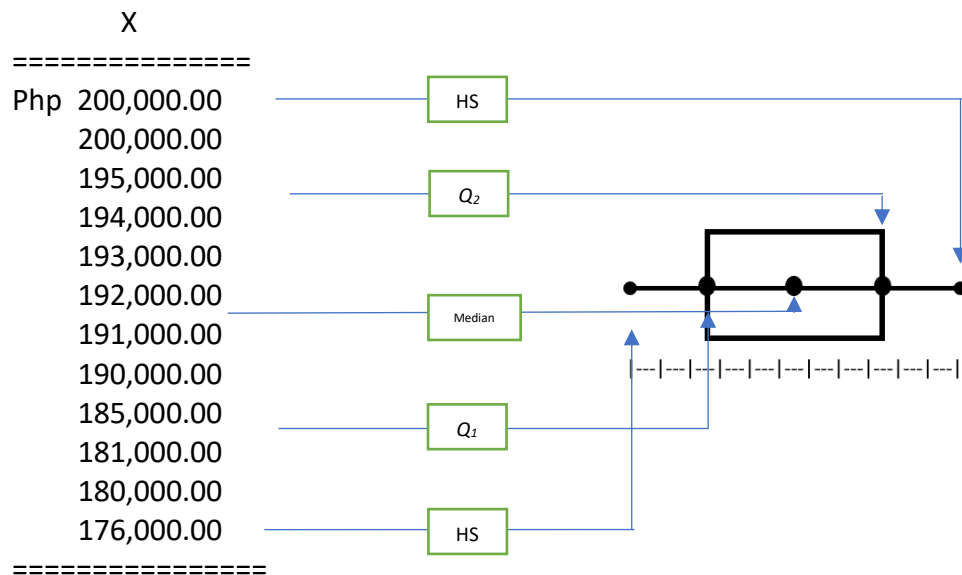 X
===============
Php 200,000.00
HS
200,000.00
195,000.00
Q2
194,000.00
193,000.00
192,000.00
Median
191,000.00
|---|---|---|---|---|---|---|---|---|---|---|
190,000.00
185,000.00
Q1
181,000.00
180,000.00
176,000.00
HS
================